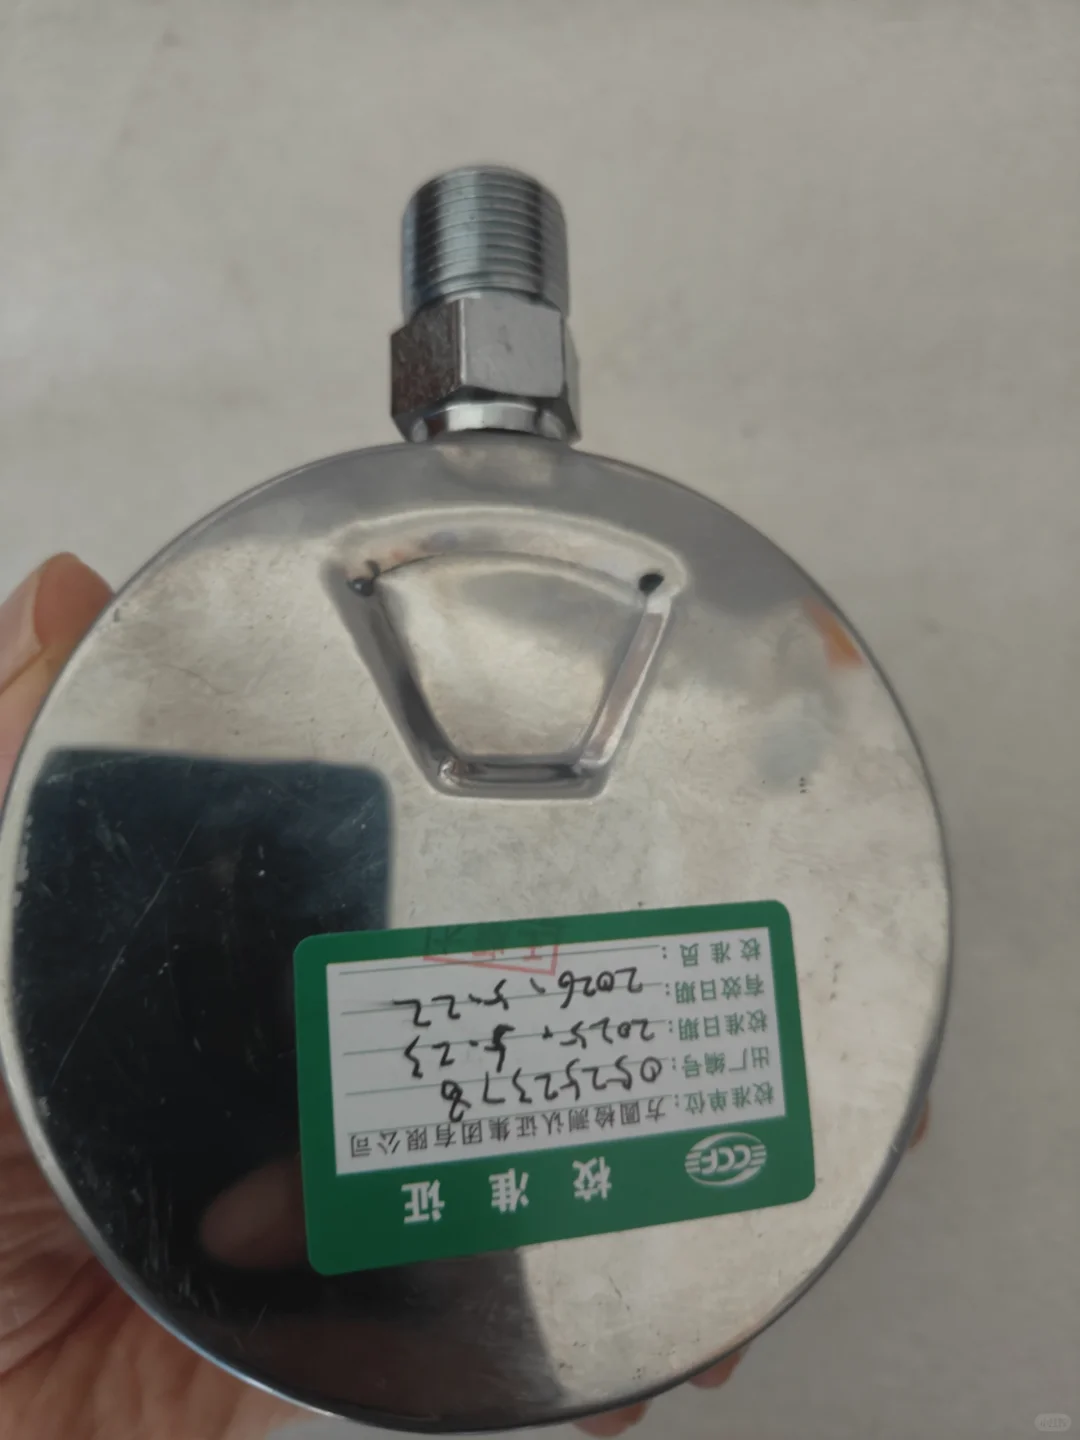 CCF 校准证
校准单位：方圆检测认证集团有限公司
出厂编号：05252378
校准日期：2025.5.23
有效日期：2026.5.22
校准员：